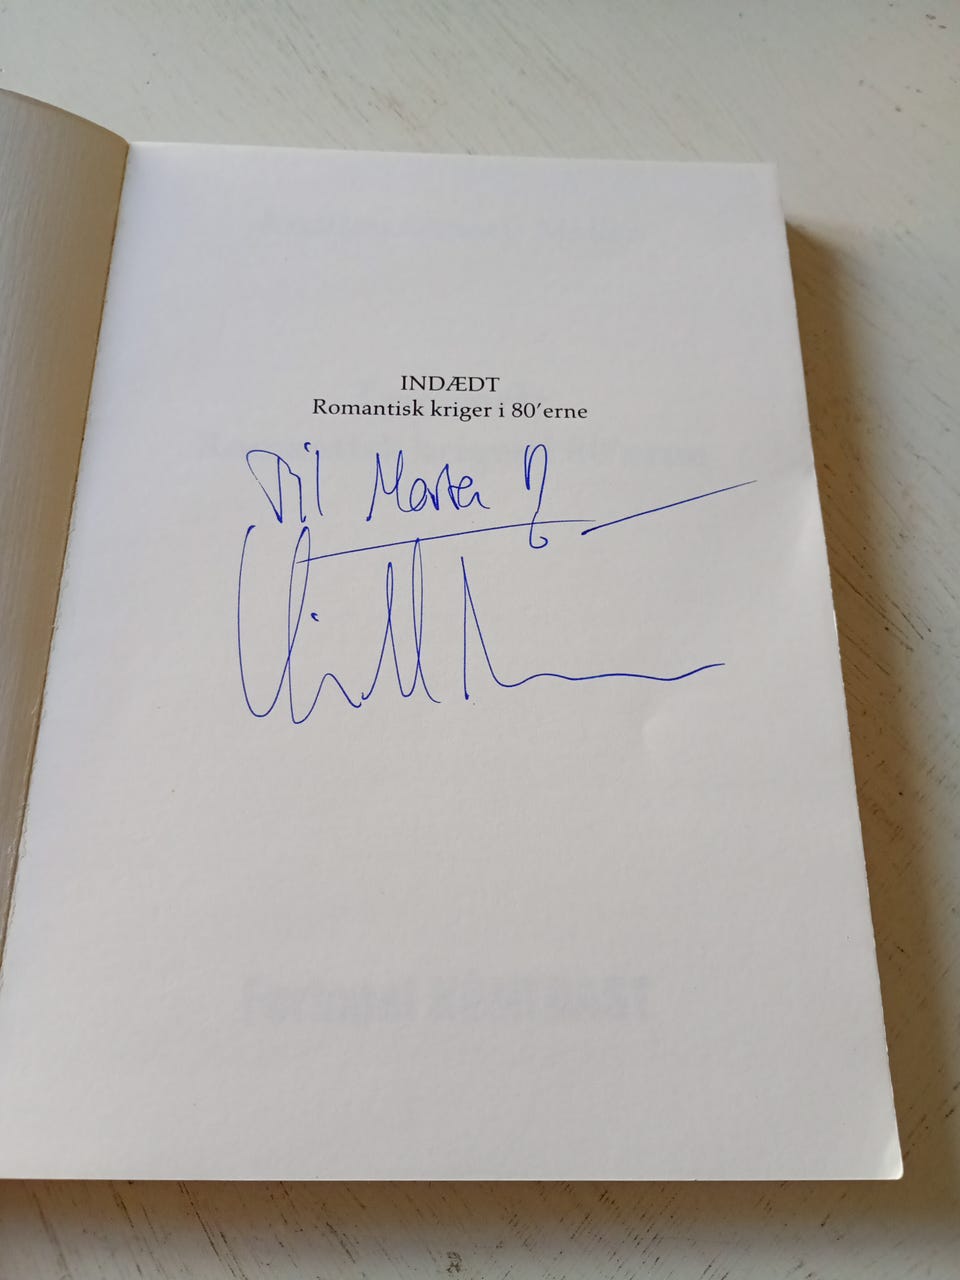 INDÆDT
Romantisk kriger i 80'erne
Til Morten